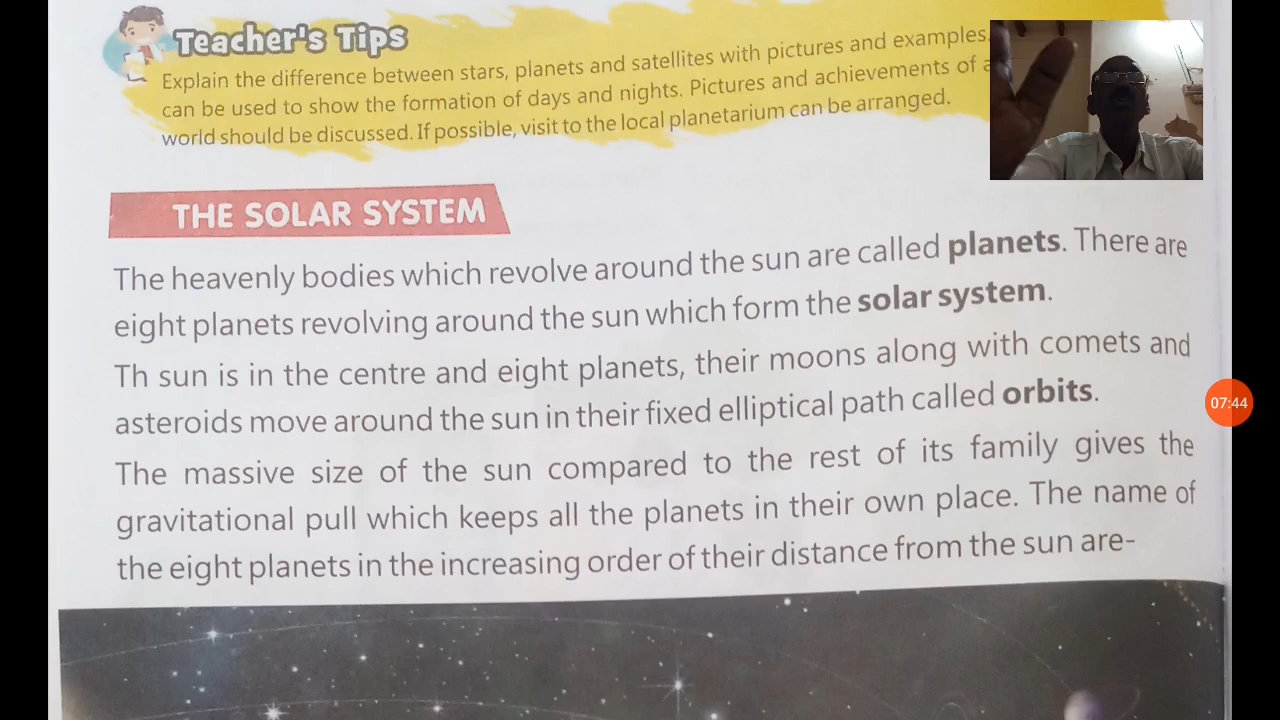 Teacher's Tips
Explain the difference between stars, planets and satellites with pictures and examples.
can be used to show the formation of days and nights. Pictures and achievements of
world should be discussed. If possible, visit to the local planetarium can be arranged.
THE SOLAR SYSTEM
The heavenly bodies which revolve around the sun are called planets. There are
eight planets revolving around the sun which form the solar system.
Th sun is in the centre and eight planets, their moons along with comets and
asteroids move around the sun in their fixed elliptical path called orbits.
The massive size of the sun compared to the rest of its family gives the
gravitational pull which keeps all the planets in their own place. The name of
the eight planets in the increasing order of their distance from the sun are-
07:44